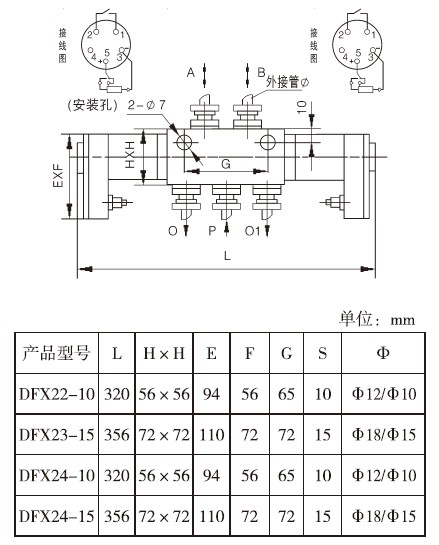 接线图
2 1
4 5 3
+ -
接线图
2 1
4 5 3
+ -
A B 外接管Φ
(安装孔) 2-Φ7 10
EXF HXH G
O P O1
L
单位：mm
产品型号 L H×H E F G S Φ
DFX22-10 320 56×56 94 56 65 10 Φ12/Φ10
DFX23-15 356 72×72 110 72 72 15 Φ18/Φ15
DFX24-10 320 56×56 94 56 65 10 Φ12/Φ10
DFX24-15 356 72×72 110 72 72 15 Φ18/Φ15